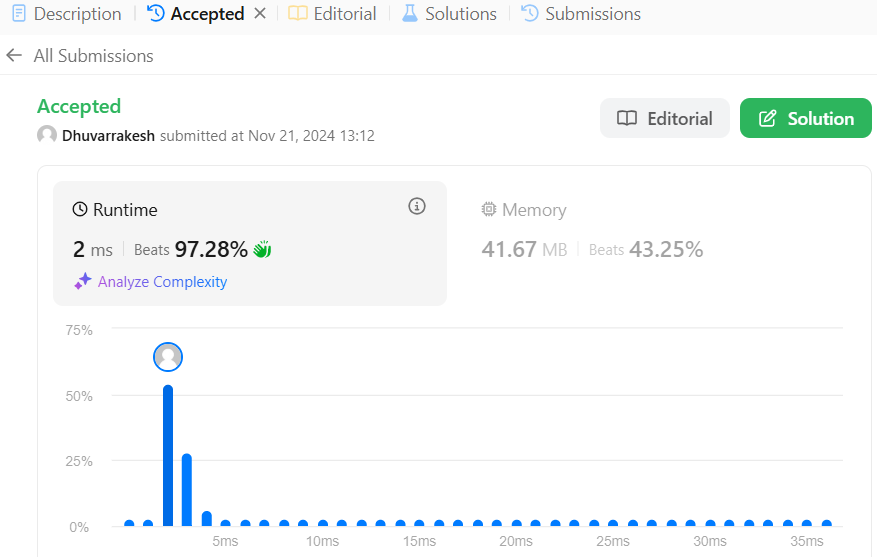 Description Accepted Editorial Solutions Submissions
All Submissions
Accepted
Dhuvarrakesh submitted at Nov 21, 2024 13:12
Editorial Solution
Runtime
2 ms Beats 97.28%
Analyze Complexity
Memory
41.67 MB Beats 43.25%
75%
50%
25%
0%
5ms 10ms 15ms 20ms 25ms 30ms 35ms